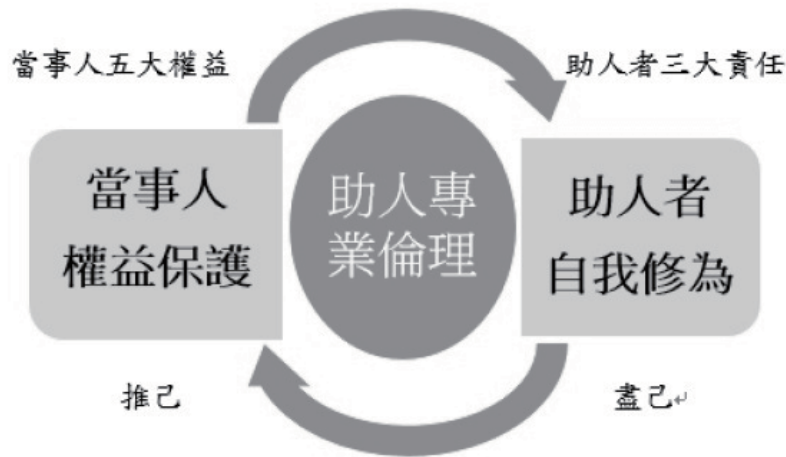 當事人五大權益
助人者三大責任
當事人
權益保護
助人專
業倫理
助人者
自我修為
推己
盡己↵